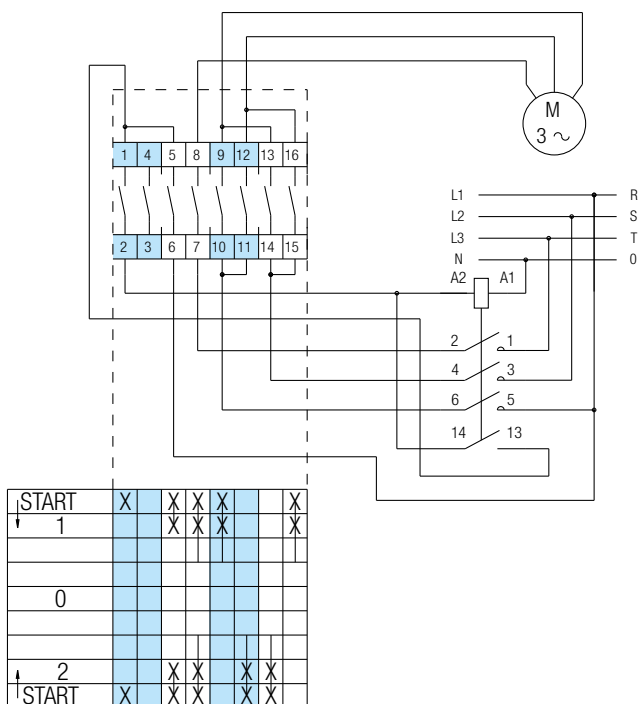 M
3 ~
1 4 5 8 9 12 13 16
2 3 6 7 10 11 14 15
L1 R
L2 S
L3 T
N 0
A2 A1
2 1
4 3
6 5
14 13
START X X X X X
1 X X X X
0
2 X X X X
START X X X X X